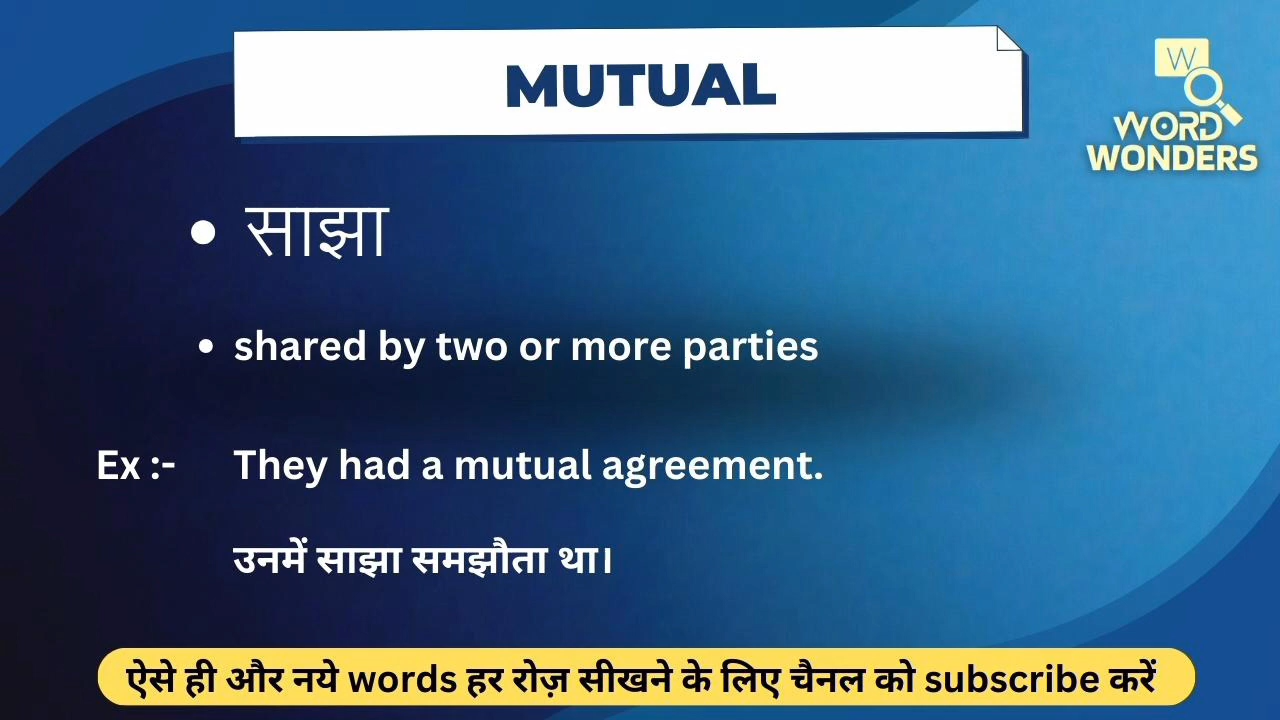 MUTUAL
W
WORD
WONDERS
• साझा
• shared by two or more parties
Ex :- They had a mutual agreement.
उनमें साझा समझौता था।
ऐसे ही और नये words हर रोज़ सीखने के लिए चैनल को subscribe करें